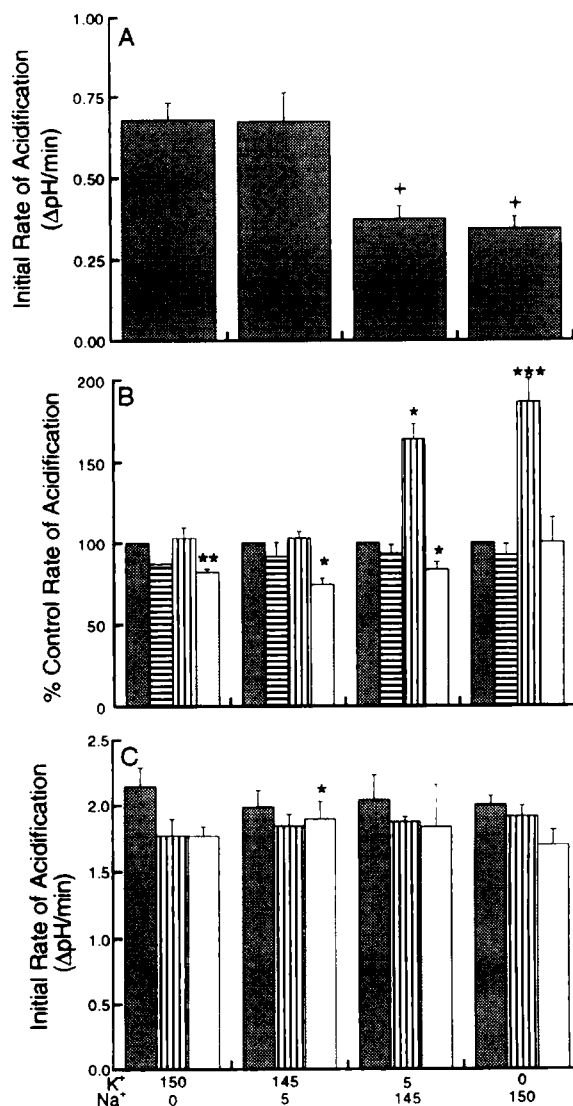 A
Initial Rate of Acidification
(ΔpH/min)
1.00
0.75
0.50
0.25
0.00
+
+
B
% Control Rate of Acidification
200
150
100
50
0
**
*
*
*
***
C
Initial Rate of Acidification
(ΔpH/min)
2.5
2.0
1.5
1.0
0.5
0.0
*
K⁺ 150 145 5 0
Na⁺ 0 5 145 150